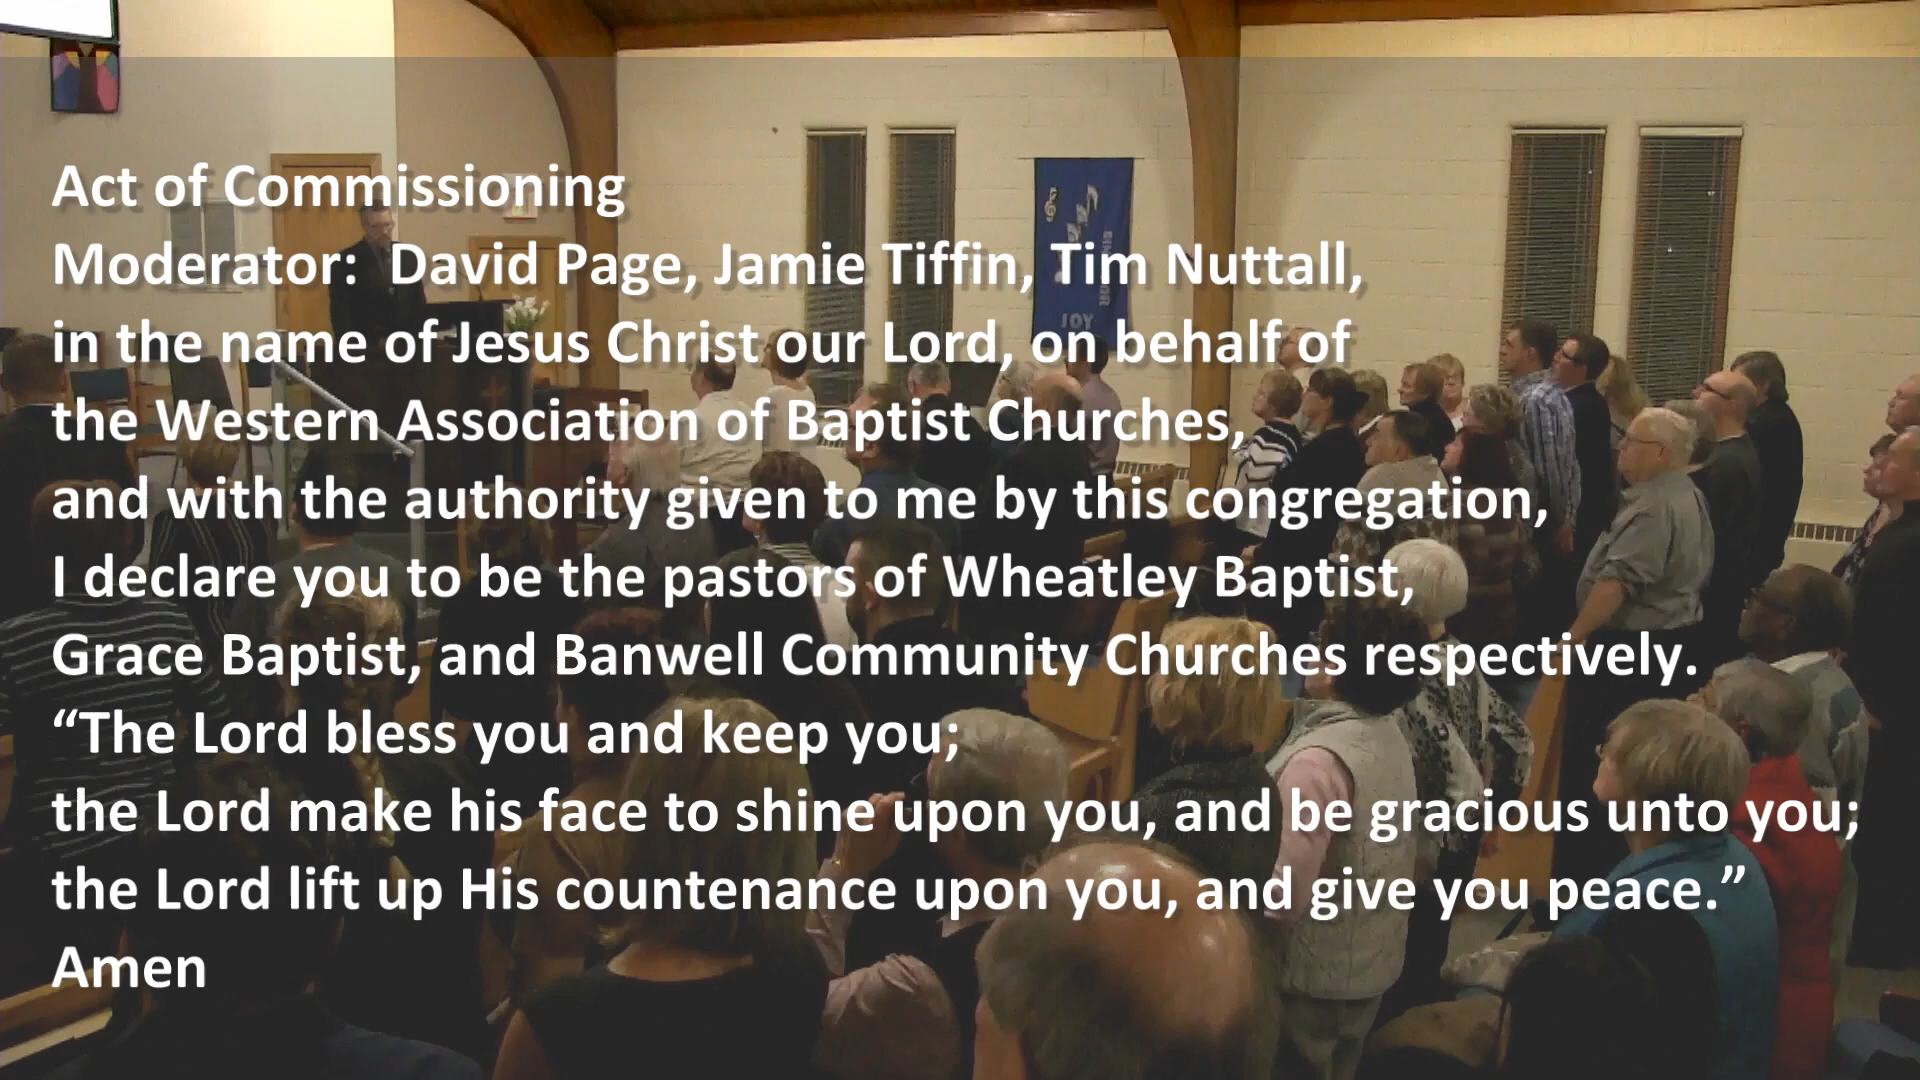 Act of Commissioning
Moderator:  David Page, Jamie Tiffin, Tim Nuttall,
in the name of Jesus Christ our Lord, on behalf of
the Western Association of Baptist Churches,
and with the authority given to me by this congregation,
I declare you to be the pastors of Wheatley Baptist,
Grace Baptist, and Banwell Community Churches respectively.
“The Lord bless you and keep you;
the Lord make his face to shine upon you, and be gracious unto you;
the Lord lift up His countenance upon you, and give you peace.”
Amen
JOY